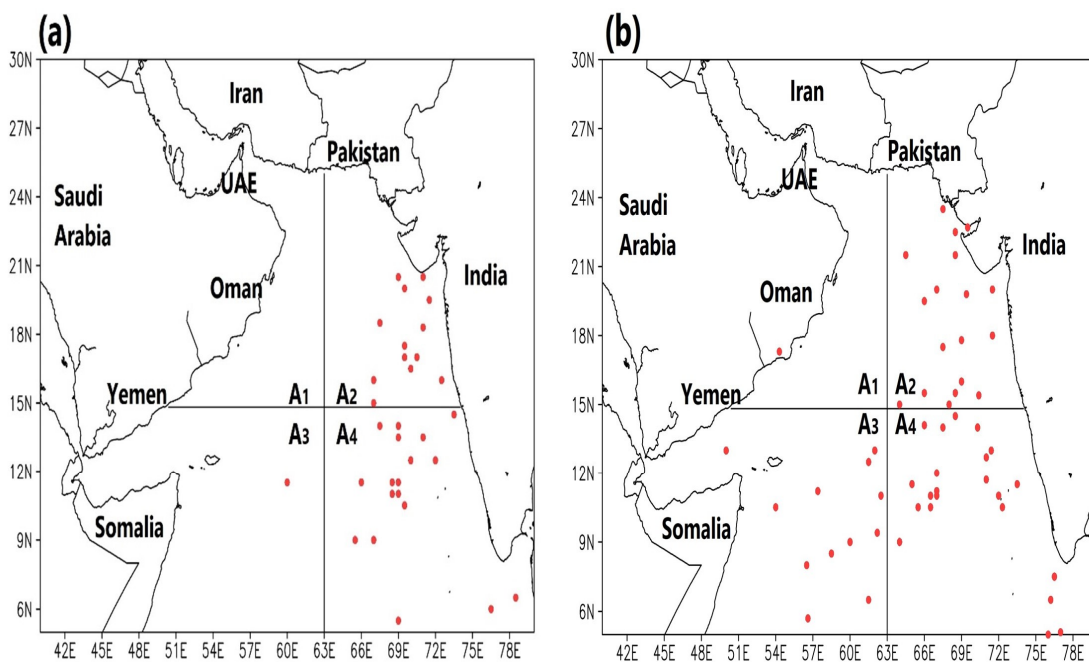 (a)
30N
27N
24N
21N
18N
15N
12N
9N
6N
42E 45E 48E 51E 54E 57E 60E 63E 66E 69E 72E 75E 78E
Iran
Pakistan
UAE
Saudi
Arabia
India
Oman
Yemen
A1 A2
A3 A4
Somalia
(b)
30N
27N
24N
21N
18N
15N
12N
9N
6N
42E 45E 48E 51E 54E 57E 60E 63E 66E 69E 72E 75E 78E
Iran
Pakistan
UAE
Saudi
Arabia
India
Oman
Yemen
A1 A2
A3 A4
Somalia